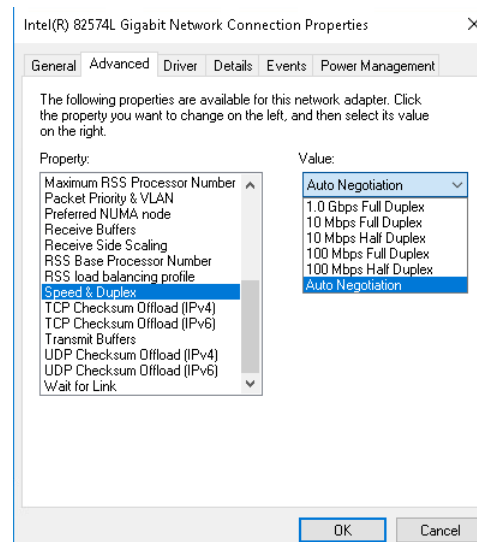 Intel(R) 82574L Gigabit Network Connection Properties
General Advanced Driver Details Events Power Management
The following properties are available for this network adapter. Click
the property you want to change on the left, and then select its value
on the right.
Property:
Maximum RSS Processor Number
Packet Priority & VLAN
Preferred NUMA node
Receive Buffers
Receive Side Scaling
RSS Base Processor Number
RSS load balancing profile
Speed & Duplex
TCP Checksum Offload (IPv4)
TCP Checksum Offload (IPv6)
Transmit Buffers
UDP Checksum Offload (IPv4)
UDP Checksum Offload (IPv6)
Wait for Link
Value:
Auto Negotiation
1.0 Gbps Full Duplex
10 Mbps Full Duplex
10 Mbps Half Duplex
100 Mbps Full Duplex
100 Mbps Half Duplex
Auto Negotiation
OK Cancel